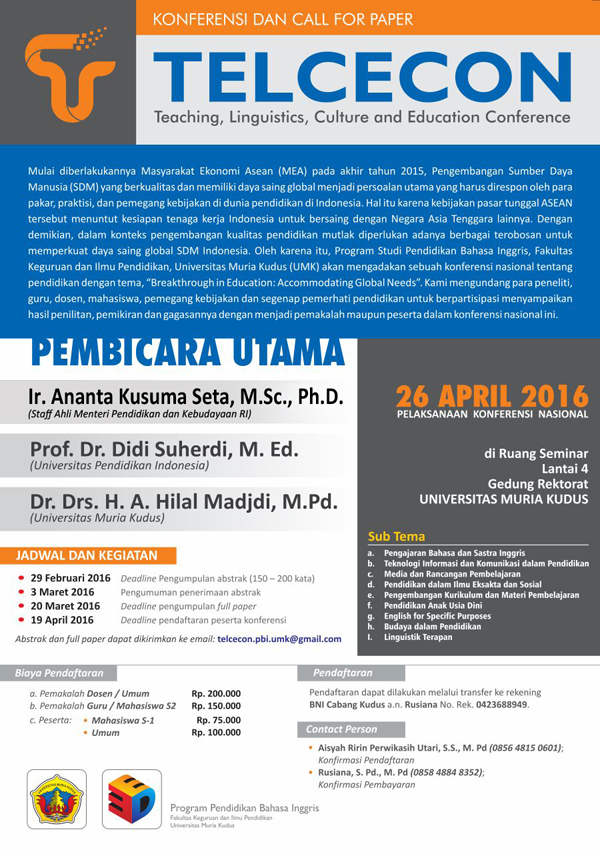 KONFERENSI DAN CALL FOR PAPER
TELCECON
Teaching, Linguistics, Culture and Education Conference
Mulai diberlakukannya Masyarakat Ekonomi Asean (MEA) pada akhir tahun 2015, Pengembangan Sumber Daya
Manusia (SDM) yang berkualitas dan memiliki daya saing global menjadi persoalan utama yang harus direspon oleh para
pakar, praktisi, dan pemegang kebijakan di dunia pendidikan di Indonesia. Hal itu karena kebijakan pasar tunggal ASEAN
tersebut menuntut kesiapan tenaga kerja Indonesia untuk bersaing dengan Negara Asia Tenggara lainnya. Dengan
demikian, dalam konteks pengembangan kualitas pendidikan mutlak diperlukan adanya berbagai terobosan untuk
memperkuat daya saing global SDM Indonesia. Oleh karena itu, Program Studi Pendidikan Bahasa Inggris, Fakultas
Keguruan dan Ilmu Pendidikan, Universitas Muria Kudus (UMK) akan mengadakan sebuah konferensi nasional tentang
pendidikan dengan tema, “Breakthrough in Education: Accommodating Global Needs”. Kami mengundang para peneliti,
guru, dosen, mahasiswa, pemegang kebijakan dan segenap pemerhati pendidikan untuk berpartisipasi menyampaikan
hasil penilitan, pemikiran dan gagasannya dengan menjadi pemakalah maupun peserta dalam konferensi nasional ini.
PEMBICARA UTAMA
Ir. Ananta Kusuma Seta, M.Sc., Ph.D.
(Staff Ahli Menteri Pendidikan dan Kebudayaan RI)
Prof. Dr. Didi Suherdi, M. Ed.
(Universitas Pendidikan Indonesia)
Dr. Drs. H. A. Hilal Madjdi, M.Pd.
(Universitas Muria Kudus)
26 APRIL 2016
PELAKSANAAN KONFERENSI NASIONAL
di Ruang Seminar
Lantai 4
Gedung Rektorat
UNIVERSITAS MURIA KUDUS
Sub Tema
a. Pengajaran Bahasa dan Sastra Inggris
b. Teknologi Informasi dan Komunikasi dalam Pendidikan
c. Media dan Rancangan Pembelajaran
d. Pendidikan dalam Ilmu Eksakta dan Sosial
e. Pengembangan Kurikulum dan Materi Pembelajaran
f. Pendidikan Anak Usia Dini
g. English for Specific Purposes
h. Budaya dalam Pendidikan
I. Linguistik Terapan
JADWAL DAN KEGIATAN
• 29 Februari 2016 Deadline Pengumpulan abstrak (150 – 200 kata)
• 3 Maret 2016 Pengumuman penerimaan abstrak
• 20 Maret 2016 Deadline pengumpulan full paper
• 19 April 2016 Deadline pendaftaran peserta konferensi
Abstrak dan full paper dapat dikirimkan ke email: telcecon.pbi.umk@gmail.com
Biaya Pendaftaran
a. Pemakalah Dosen / Umum Rp. 200.000
b. Pemakalah Guru / Mahasiswa S2 Rp. 150.000
c. Peserta: • Mahasiswa S-1 Rp. 75.000
• Umum Rp. 100.000
Pendaftaran
Pendaftaran dapat dilakukan melalui transfer ke rekening
BNI Cabang Kudus a.n. Rusiana No. Rek. 0423688949.
Contact Person
• Aisyah Ririn Perwikasih Utari, S.S., M. Pd (0856 4815 0601);
Konfirmasi Pendaftaran
• Rusiana, S. Pd., M. Pd (0858 4884 8352);
Konfirmasi Pembayaran
Program Pendidikan Bahasa Inggris
Fakultas Keguruan dan Ilmu Pendidikan
Universitas Muria Kudus